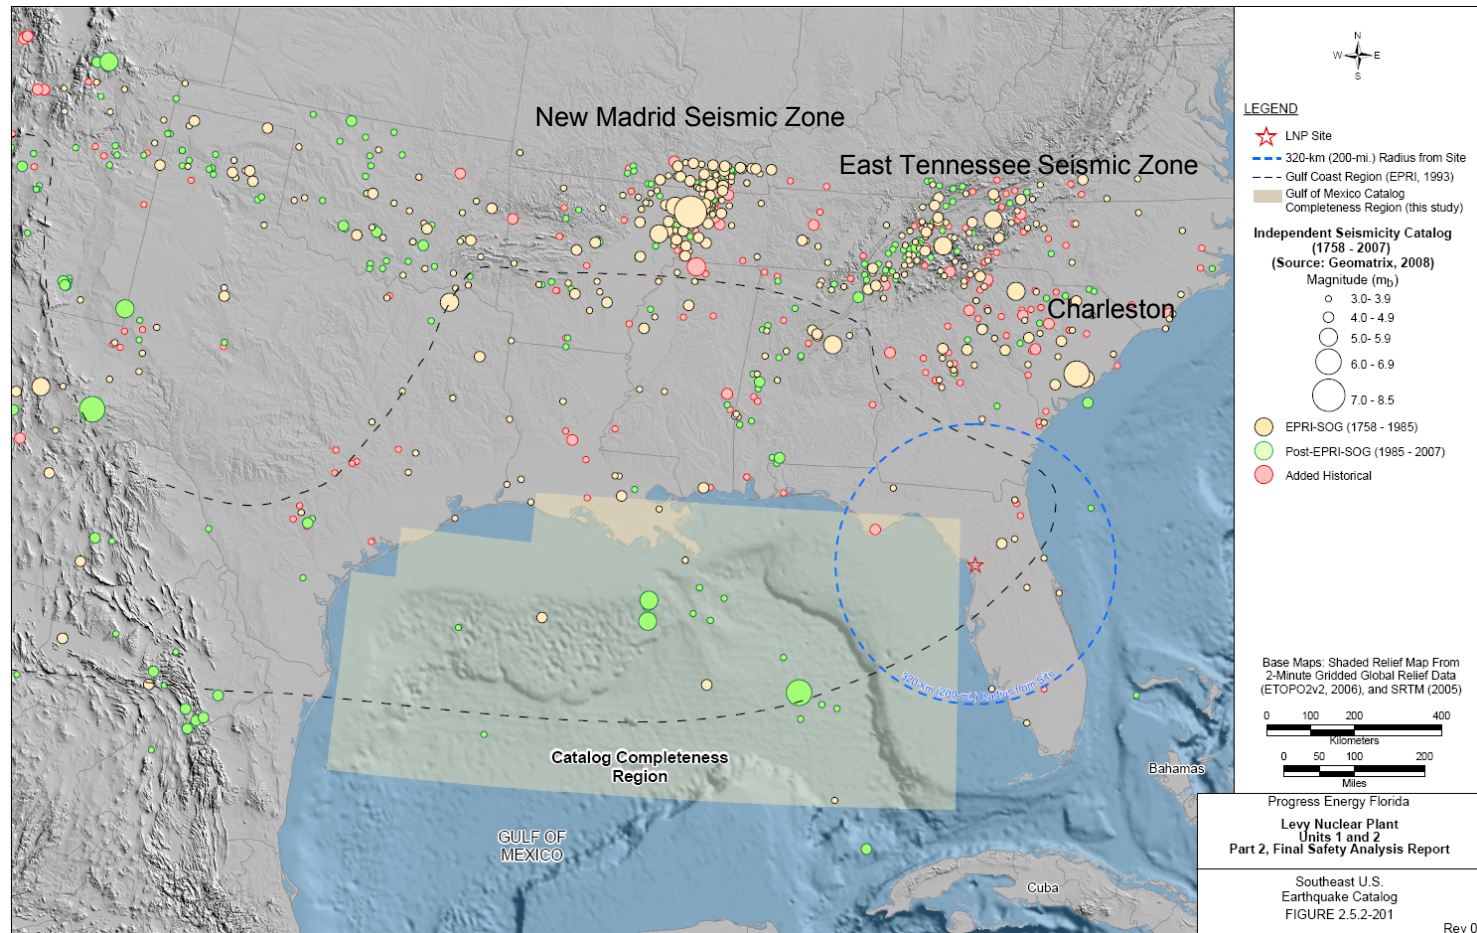 New Madrid Seismic Zone
East Tennessee Seismic Zone
Charleston
320-km (200-mi.) Radius from Site
Catalog Completeness
Region
GULF OF
MEXICO
Bahamas
Cuba
N
W E
S
LEGEND
LNP Site
320-km (200-mi.) Radius from Site
Gulf Coast Region (EPRI, 1993)
Gulf of Mexico Catalog
Completeness Region (this study)
Independent Seismicity Catalog
(1758 - 2007)
(Source: Geomatrix, 2008)
Magnitude (mb)
3.0- 3.9
4.0 - 4.9
5.0- 5.9
6.0 - 6.9
7.0 - 8.5
EPRI-SOG (1758 - 1985)
Post-EPRI-SOG (1985 - 2007)
Added Historical
Base Maps: Shaded Relief Map From
2-Minute Gridded Global Relief Data
(ETOPO2v2, 2006), and SRTM (2005)
0 100 200 400
Kilometers
0 50 100 200
Miles
Progress Energy Florida
Levy Nuclear Plant
Units 1 and 2
Part 2, Final Safety Analysis Report
Southeast U.S.
Earthquake Catalog
FIGURE 2.5.2-201
Rev 0